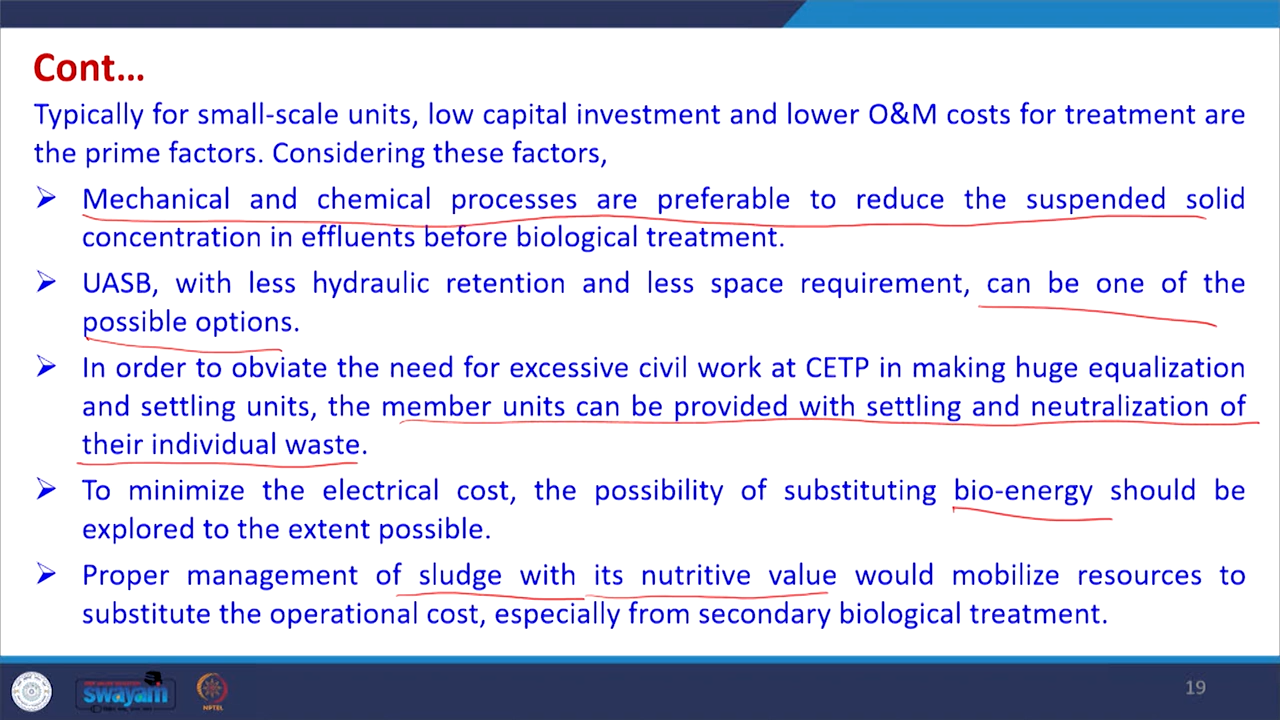 Cont...
Typically for small-scale units, low capital investment and lower O&M costs for treatment are
the prime factors. Considering these factors,
➢ Mechanical and chemical processes are preferable to reduce the suspended solid
concentration in effluents before biological treatment.
➢ UASB, with less hydraulic retention and less space requirement, can be one of the
possible options.
➢ In order to obviate the need for excessive civil work at CETP in making huge equalization
and settling units, the member units can be provided with settling and neutralization of
their individual waste.
➢ To minimize the electrical cost, the possibility of substituting bio-energy should be
explored to the extent possible.
➢ Proper management of sludge with its nutritive value would mobilize resources to
substitute the operational cost, especially from secondary biological treatment.
swayam
NPTEL
19